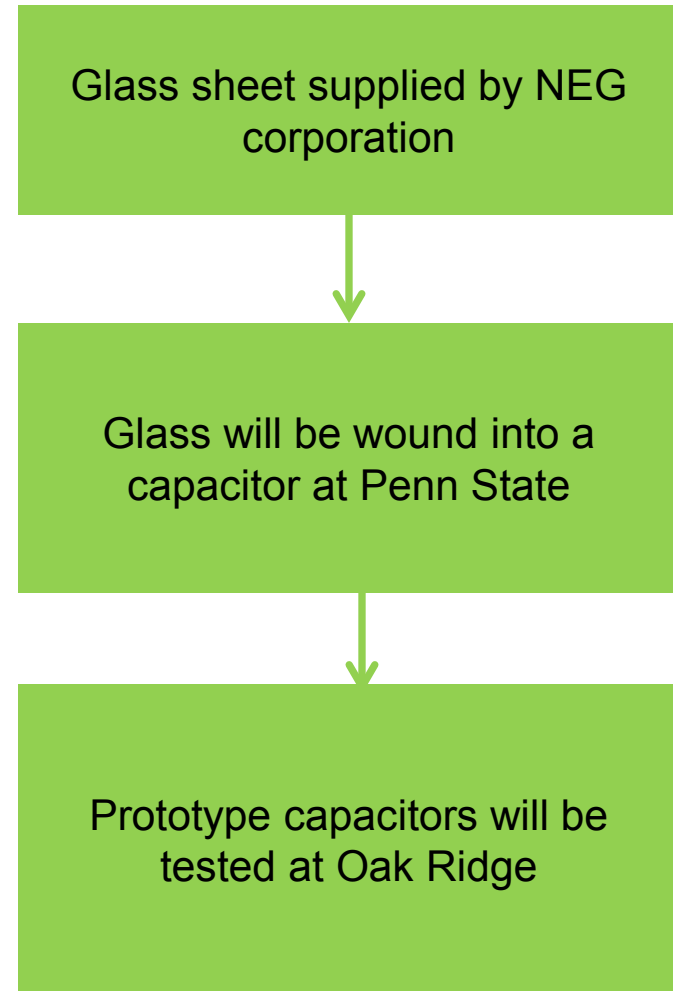 Glass sheet supplied by NEG
corporation
Glass will be wound into a
capacitor at Penn State
Prototype capacitors will be
tested at Oak Ridge